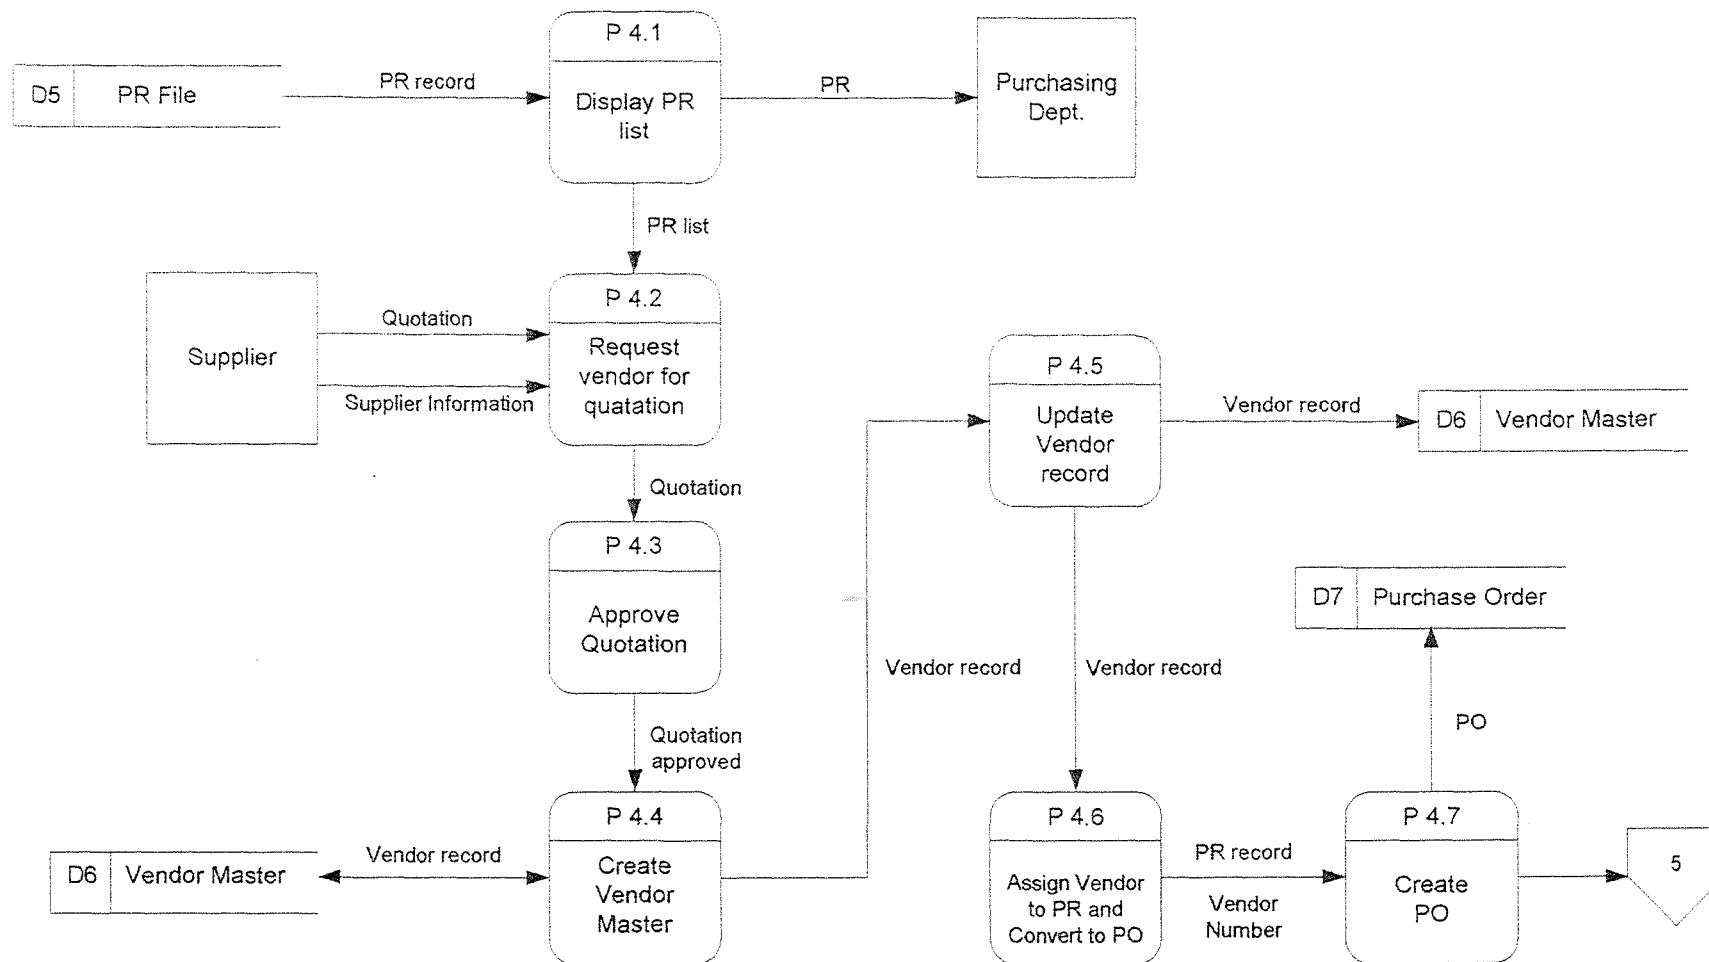 P 4.1
D5
PR File
PR record
Display PR
list
PR
Purchasing
Dept.
PR list
Supplier
Quotation
Supplier Information
P 4.2
Request
vendor for
quatation
Quotation
P 4.5
Update
Vendor
record
Vendor record
D6
Vendor Master
P 4.3
Approve
Quotation
D7
Purchase Order
Vendor record
Vendor record
Quotation
approved
PO
D6
Vendor Master
Vendor record
P 4.4
Create
Vendor
Master
P 4.6
Assign Vendor
to PR and
Convert to PO
PR record
Vendor
Number
P 4.7
Create
PO
5